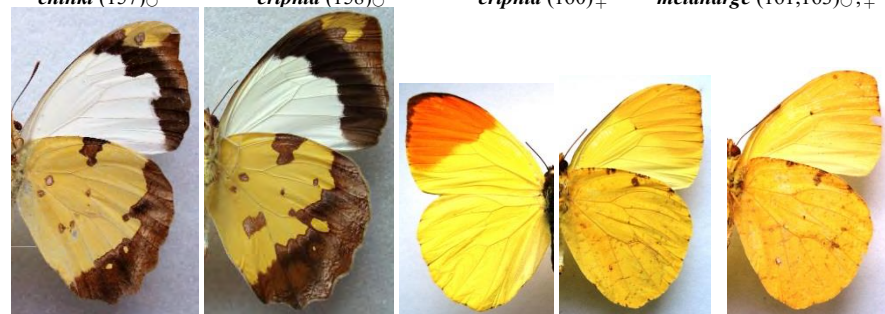 chinki (157)○ eriphia (158)○ eriphia (160)♀ melanarge (161,163)○,♀